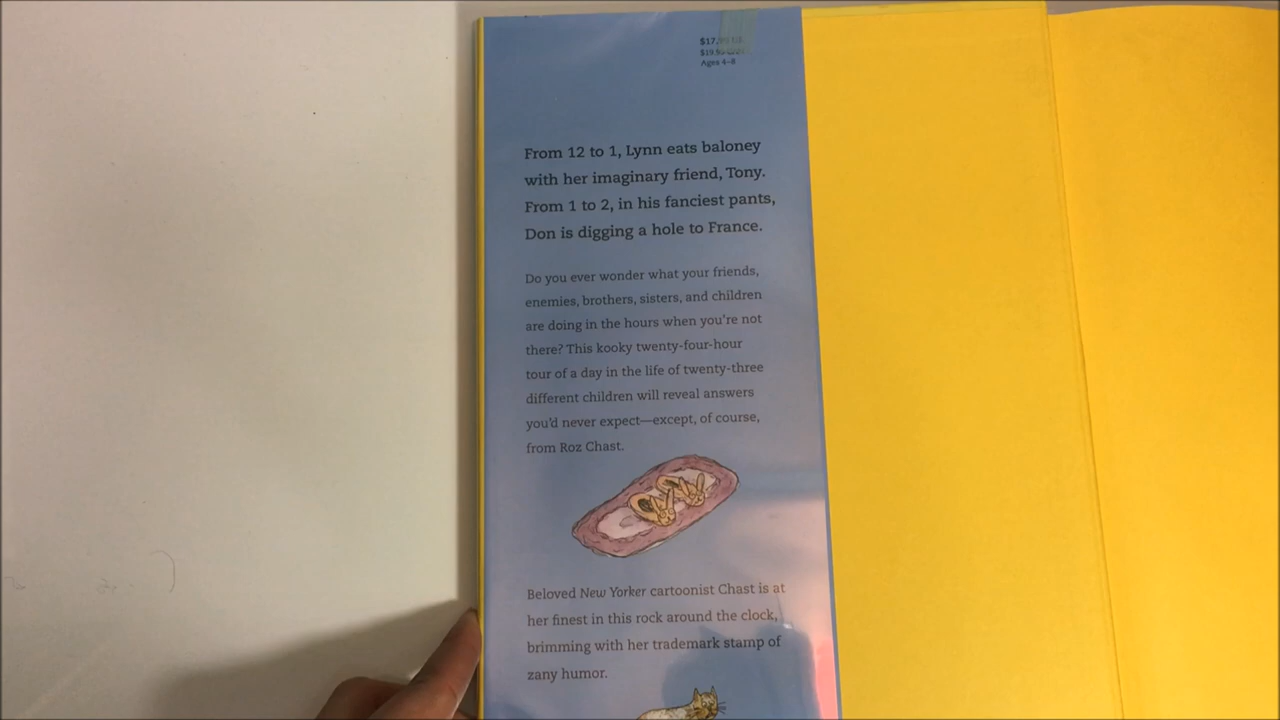 Ages 4–8
From 12 to 1, Lynn eats baloney
with her imaginary friend, Tony.
From 1 to 2, in his fanciest pants,
Don is digging a hole to France.
Do you ever wonder what your friends,
enemies, brothers, sisters, and children
are doing in the hours when you're not
there? This kooky twenty-four-hour
tour of a day in the life of twenty-three
different children will reveal answers
you'd never expect—except, of course,
from Roz Chast.
Beloved New Yorker cartoonist Chast is at
her finest in this rock around the clock,
brimming with her trademark stamp of
zany humor.